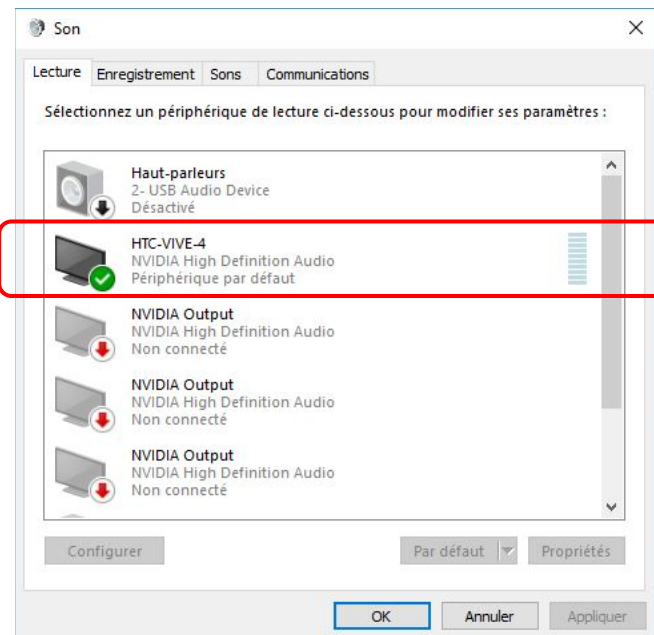 Son
Lecture Enregistrement Sons Communications
Sélectionnez un périphérique de lecture ci-dessous pour modifier ses paramètres :
Haut-parleurs
2- USB Audio Device
Désactivé
HTC-VIVE-4
NVIDIA High Definition Audio
Périphérique par défaut
NVIDIA Output
NVIDIA High Definition Audio
Non connecté
NVIDIA Output
NVIDIA High Definition Audio
Non connecté
NVIDIA Output
NVIDIA High Definition Audio
Non connecté
Configurer Par défaut Propriétés
OK Annuler Appliquer